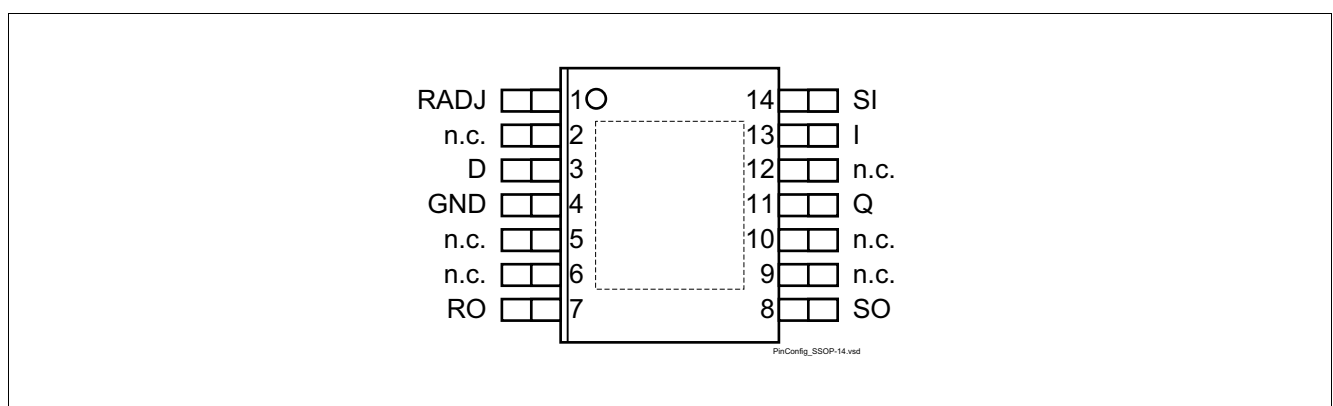 RADJ 1 14 SI
n.c. 2 13 I
D 3 12 n.c.
GND 4 11 Q
n.c. 5 10 n.c.
n.c. 6 9 n.c.
RO 7 8 SO
PinConfig_SSOP-14.vsd